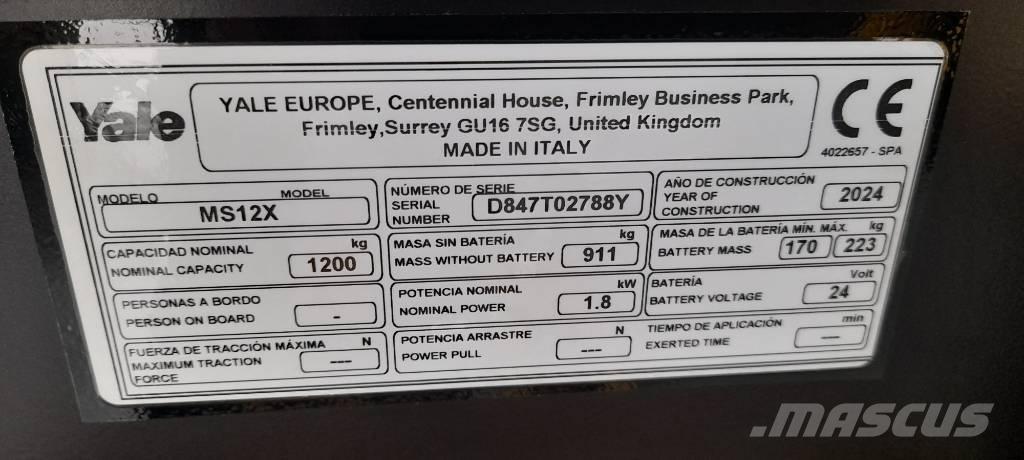 Yale
YALE EUROPE, Centennial House, Frimley Business Park,
Frimley,Surrey GU16 7SG, United Kingdom
MADE IN ITALY
CE
4022657 - SPA
MODELO MODEL
MS12X
NÚMERO DE SERIE
SERIAL
NUMBER
D847T02788Y
AÑO DE CONSTRUCCIÓN
YEAR OF
CONSTRUCTION
2024
CAPACIDAD NOMINAL kg
NOMINAL CAPACITY 1200
MASA SIN BATERÍA kg
MASS WITHOUT BATTERY 911
MASA DE LA BATERÍA MÍN. MÁX. kg
BATTERY MASS 170 223
PERSONAS A BORDO
PERSON ON BOARD -
POTENCIA NOMINAL kW
NOMINAL POWER 1.8
BATERÍA Volt
BATTERY VOLTAGE 24
FUERZA DE TRACCIÓN MÁXIMA N
MAXIMUM TRACTION
FORCE ---
POTENCIA ARRASTRE N
POWER PULL ---
TIEMPO DE APLICACIÓN min
EXERTED TIME ---
.MASCUS